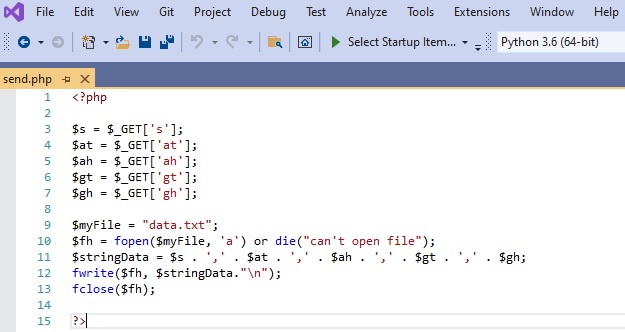 File Edit View Git Project Debug Test Analyze Tools Extensions Window Help
Select Startup Item... Python 3.6 (64-bit)
send.php
1 <?php
2
3 $s = $_GET['s'];
4 $at = $_GET['at'];
5 $ah = $_GET['ah'];
6 $gt = $_GET['gt'];
7 $gh = $_GET['gh'];
8
9 $myFile = "data.txt";
10 $fh = fopen($myFile, 'a') or die("can't open file");
11 $stringData = $s . ',' . $at . ',' . $ah . ',' . $gt . ',' . $gh;
12 fwrite($fh, $stringData."\n");
13 fclose($fh);
14
15 ?>